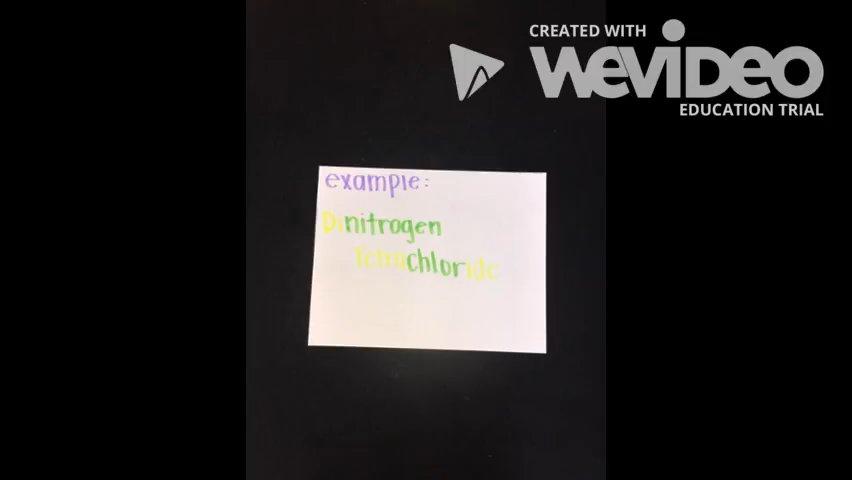 CREATED WITH
WEVIDEO
EDUCATION TRIAL
example:
Dinitrogen
Tetrachloride